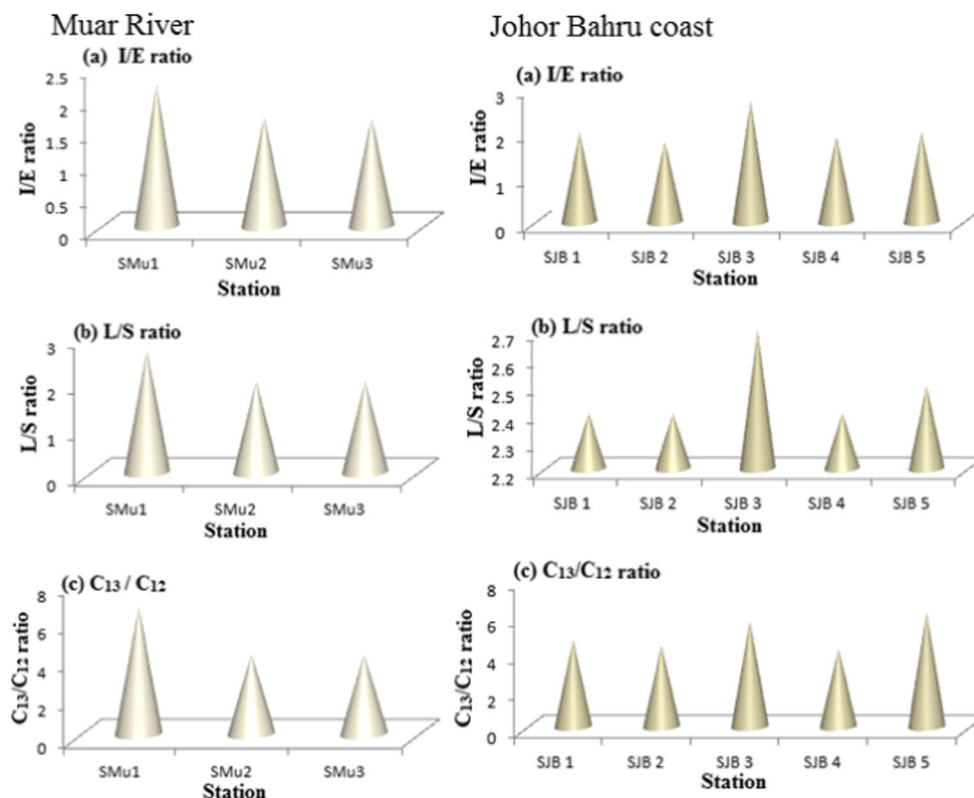 Muar River
(a) I/E ratio
2.5
2
1.5
1
0.5
0
I/E ratio
SMu1 SMu2 SMu3
Station
(b) L/S ratio
3
2
1
0
L/S ratio
SMu1 SMu2 SMu3
Station
(c) C13 / C12
8
6
4
2
0
C13/C12 ratio
SMu1 SMu2 SMu3
Station
Johor Bahru coast
(a) I/E ratio
3
2
1
0
I/E ratio
SJB 1 SJB 2 SJB 3 SJB 4 SJB 5
Station
(b) L/S ratio
2.7
2.6
2.5
2.4
2.3
2.2
L/S ratio
SJB 1 SJB 2 SJB 3 SJB 4 SJB 5
Station
(c) C13/C12 ratio
8
6
4
2
0
C13/C12 ratio
SJB 1 SJB 2 SJB 3 SJB 4 SJB 5
Station